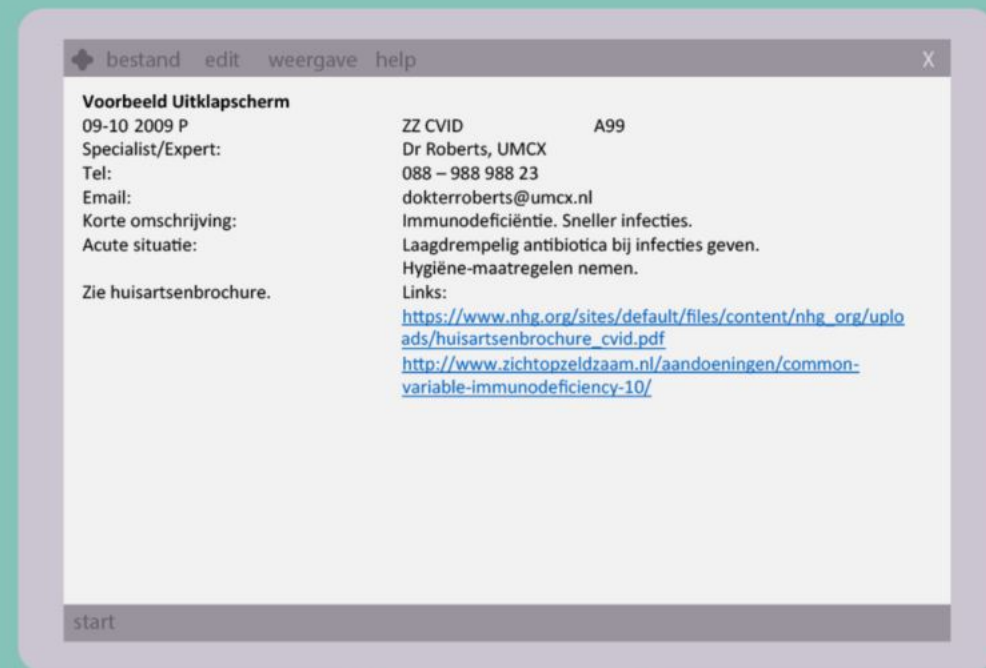 bestand edit weergave help X
Voorbeeld Uitklapscherm
09-10 2009 P ZZ CVID A99
Specialist/Expert: Dr Roberts, UMCX
Tel: 088 – 988 988 23
Email: dokterroberts@umcx.nl
Korte omschrijving: Immunodeficiëntie. Sneller infecties.
Acute situatie: Laagdrempelig antibiotica bij infecties geven.
Hygiëne-maatregelen nemen.
Zie huisartsenbrochure. Links:
https://www.nhg.org/sites/default/files/content/nhg_org/uplo
ads/huisartsenbrochure_cvid.pdf
http://www.zichtopzeldzaam.nl/aandoeningen/common-
variable-immunodeficiency-10/
start